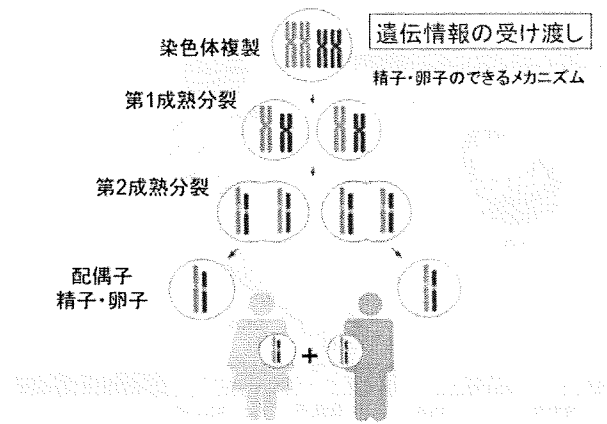 遺伝情報の受け渡し
精子・卵子のできるメカニズム
染色体複製
第1成熟分裂
第2成熟分裂
配偶子
精子・卵子
+